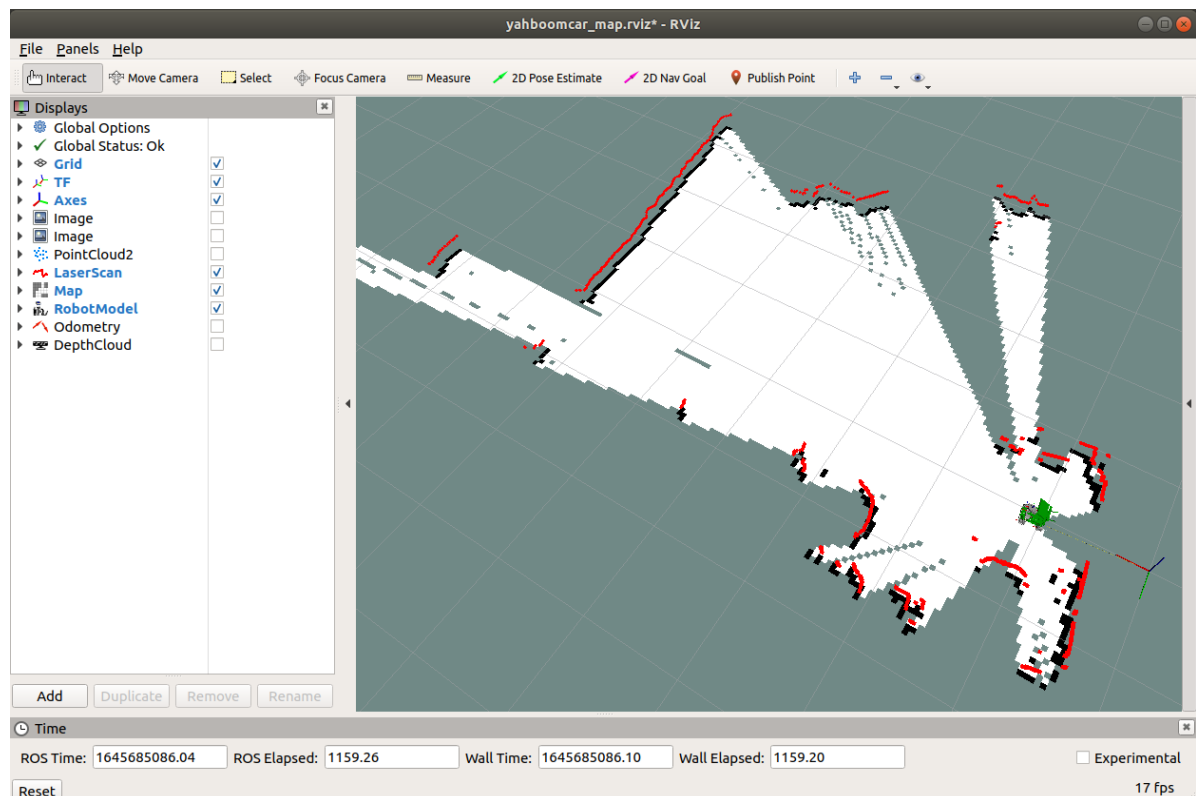 yahboomcar_map.rviz* - RViz
File Panels Help
Interact Move Camera Select Focus Camera Measure 2D Pose Estimate 2D Nav Goal Publish Point
Displays
Global Options
Global Status: Ok
Grid
TF
Axes
Image
Image
PointCloud2
LaserScan
Map
RobotModel
Odometry
DepthCloud
Add Duplicate Remove Rename
Time
ROS Time: 1645685086.04 ROS Elapsed: 1159.26 Wall Time: 1645685086.10 Wall Elapsed: 1159.20 Experimental
Reset 17 fps